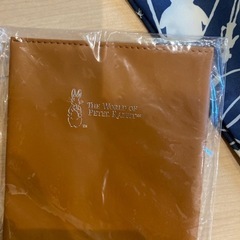 THE WORLD OF
PETER RABBIT™